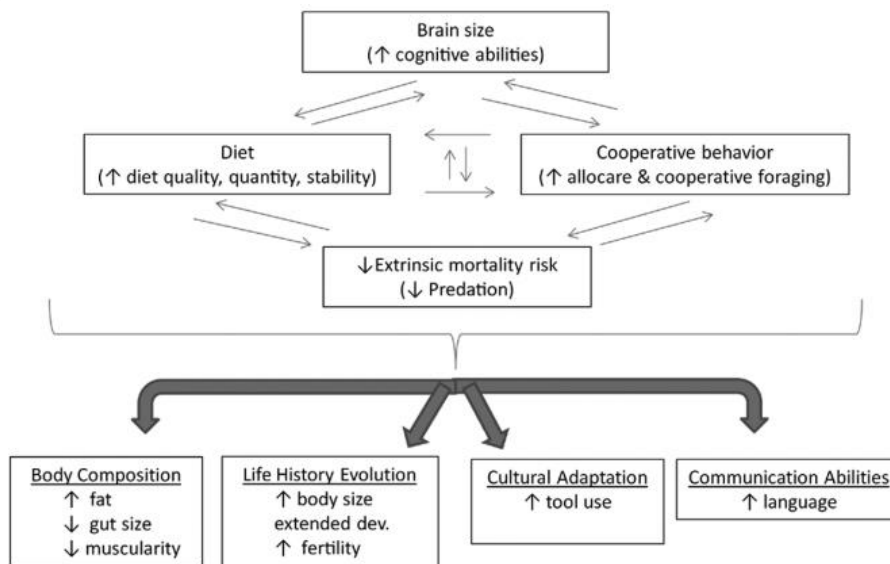 Brain size
(↑ cognitive abilities)
Diet
(↑ diet quality, quantity, stability)
Cooperative behavior
(↑ allocare & cooperative foraging)
↓Extrinsic mortality risk
(↓ Predation)
Body Composition
↑ fat
↓ gut size
↓ muscularity
Life History Evolution
↑ body size
extended dev.
↑ fertility
Cultural Adaptation
↑ tool use
Communication Abilities
↑ language